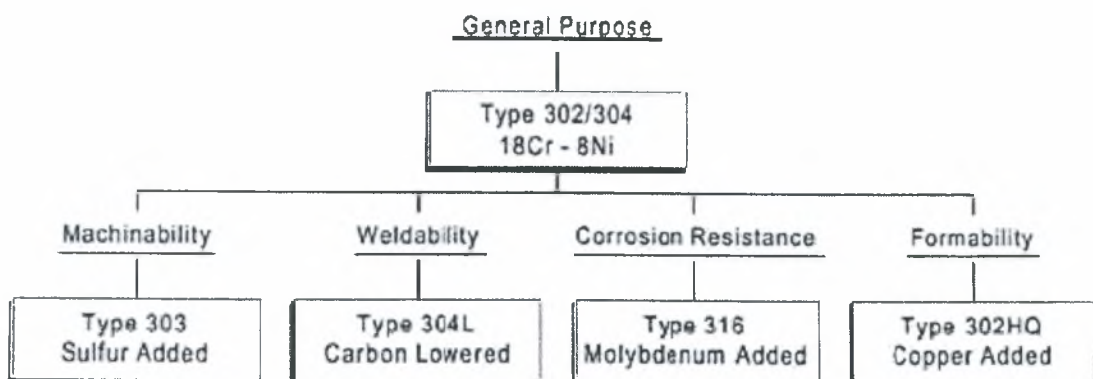 General Purpose
Type 302/304
18Cr - 8Ni
Machinability
Weldability
Corrosion Resistance
Formability
Type 303
Sulfur Added
Type 304L
Carbon Lowered
Type 316
Molybdenum Added
Type 302HQ
Copper Added